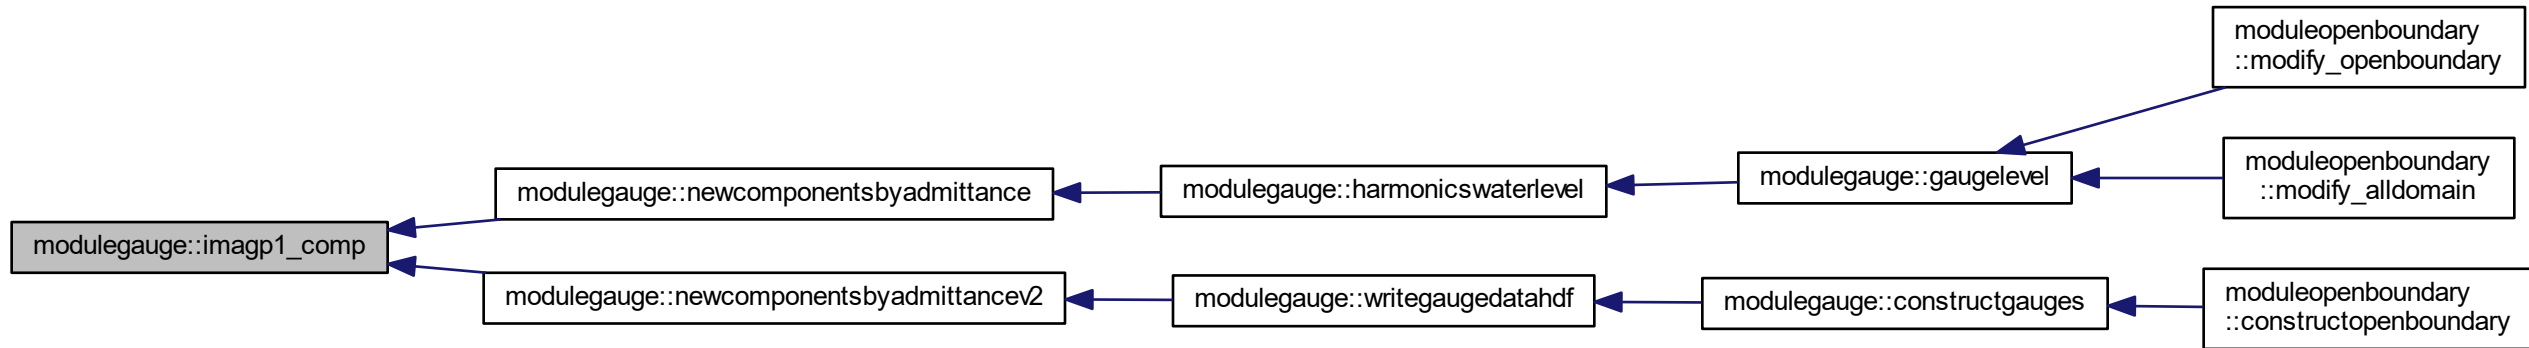 moduleopenboundary
::modify_openboundary
moduleopenboundary
::modify_alldomain
modulegauge::gaugelevel
modulegauge::harmonicswaterlevel
modulegauge::newcomponentsbyadmittance
modulegauge::imagp1_comp
modulegauge::newcomponentsbyadmittancev2
modulegauge::writegaugedatahdf
modulegauge::constructgauges
moduleopenboundary
::constructopenboundary